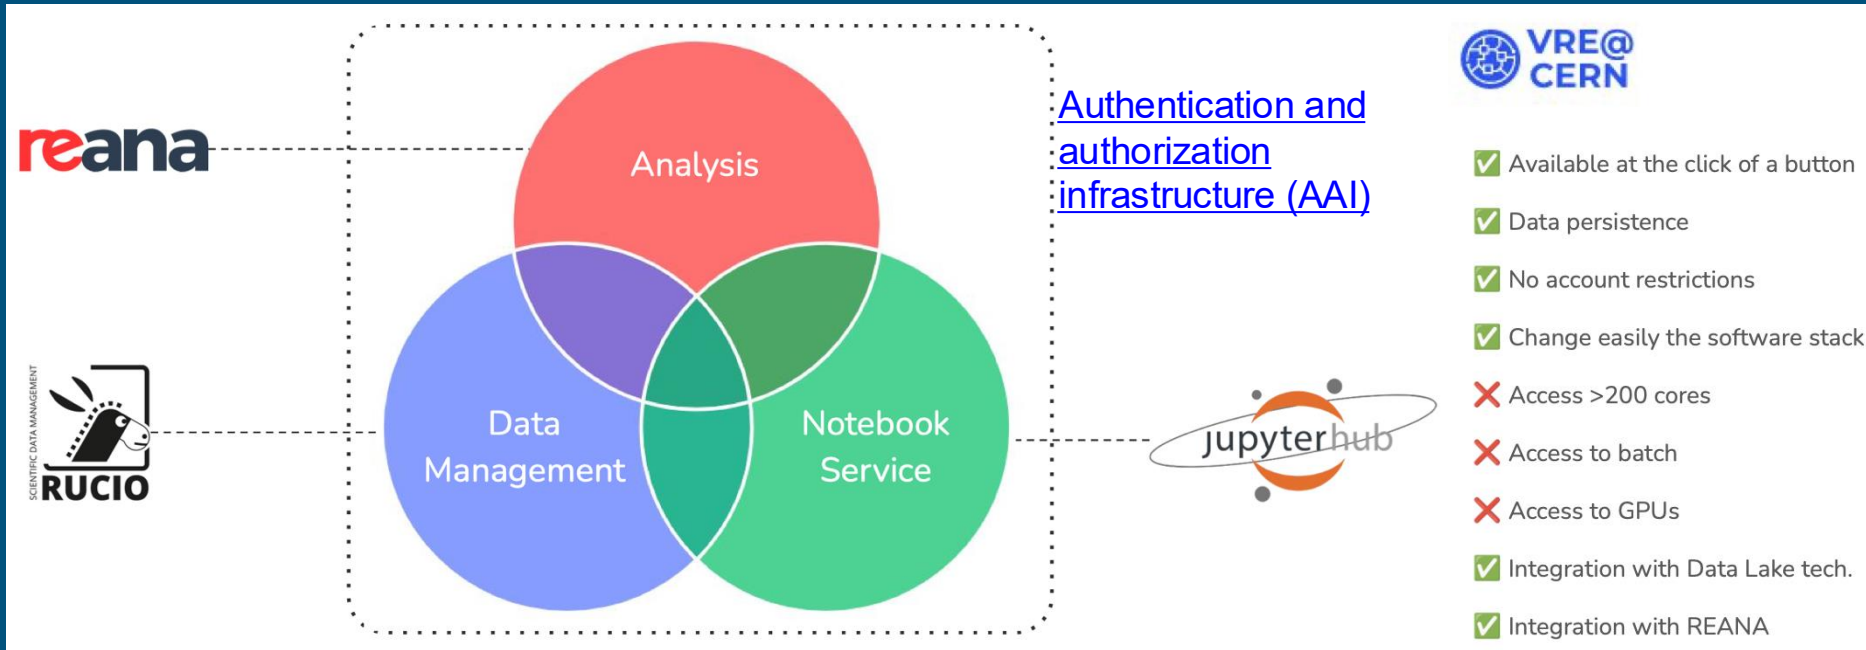 reana
SCIENTIFIC DATA MANAGEMENT
RUCIO
Analysis
Data
Management
Notebook
Service
Authentication and
authorization
infrastructure (AAI)
jupyterhub
VRE@
CERN
✅ Available at the click of a button
✅ Data persistence
✅ No account restrictions
✅ Change easily the software stack
❌ Access >200 cores
❌ Access to batch
❌ Access to GPUs
✅ Integration with Data Lake tech.
✅ Integration with REANA